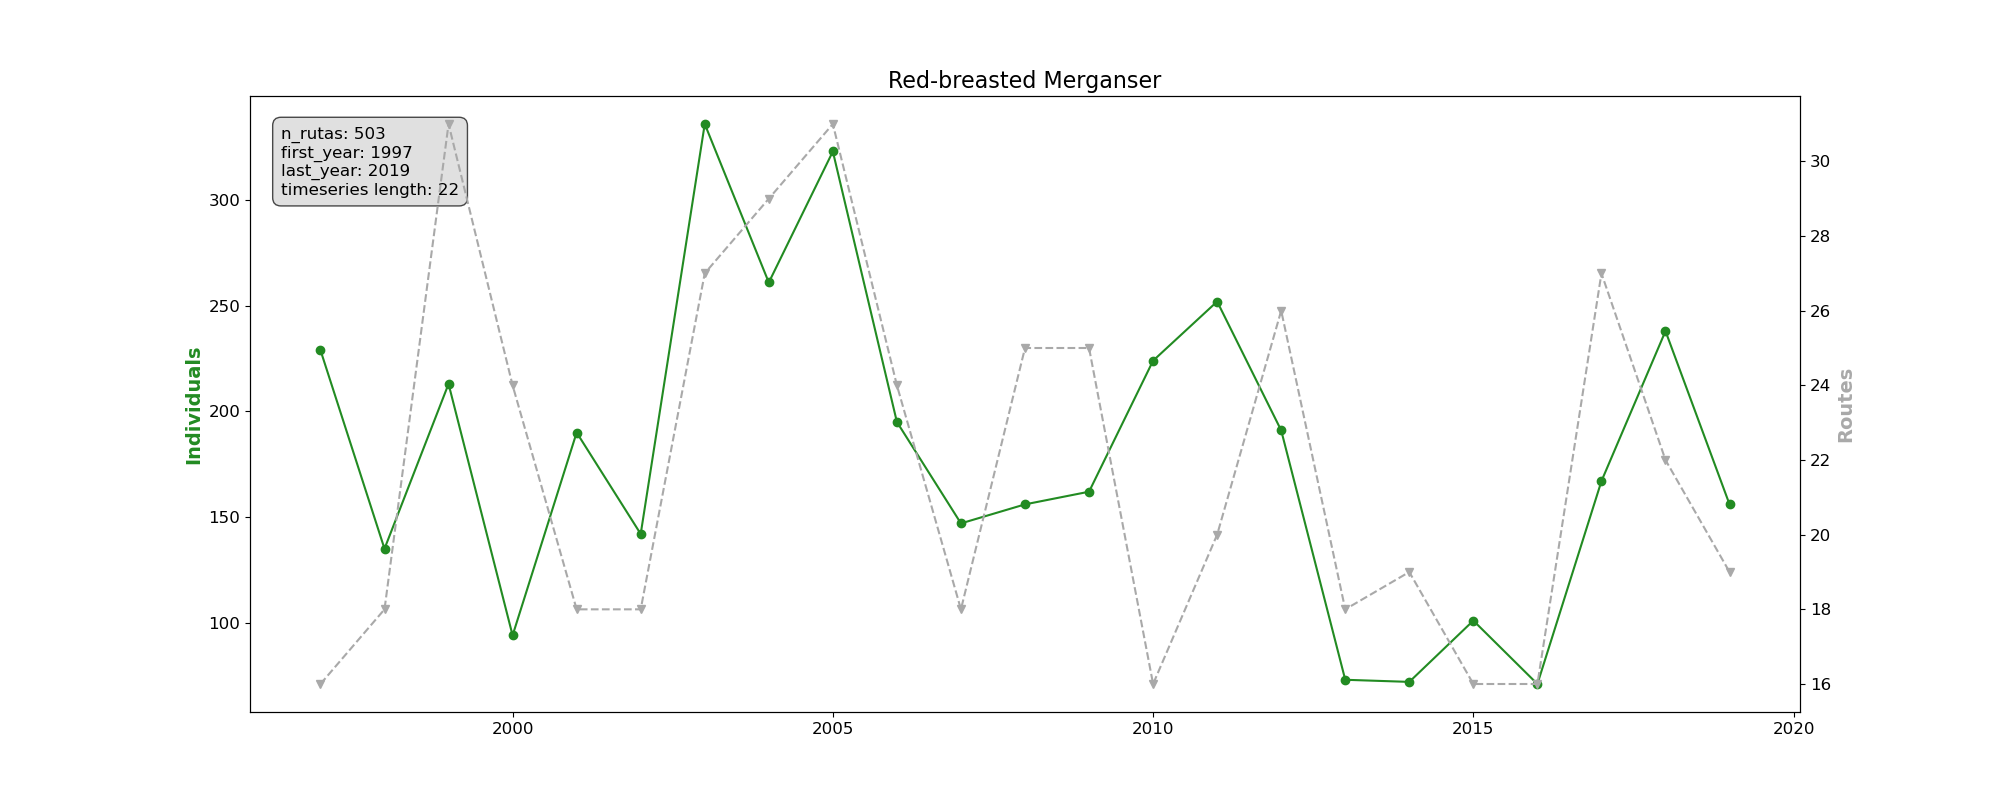 Red-breasted Merganser
n_rutas: 503
first_year: 1997
last_year: 2019
timeseries length: 22
Individuals
300
250
200
150
100
Routes
30
28
26
24
22
20
18
16
2000
2005
2010
2015
2020